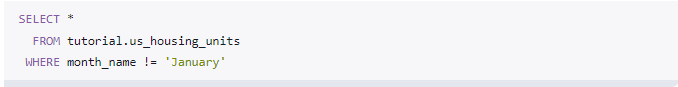 SELECT *
FROM tutorial.us_housing_units
WHERE month_name != 'January'